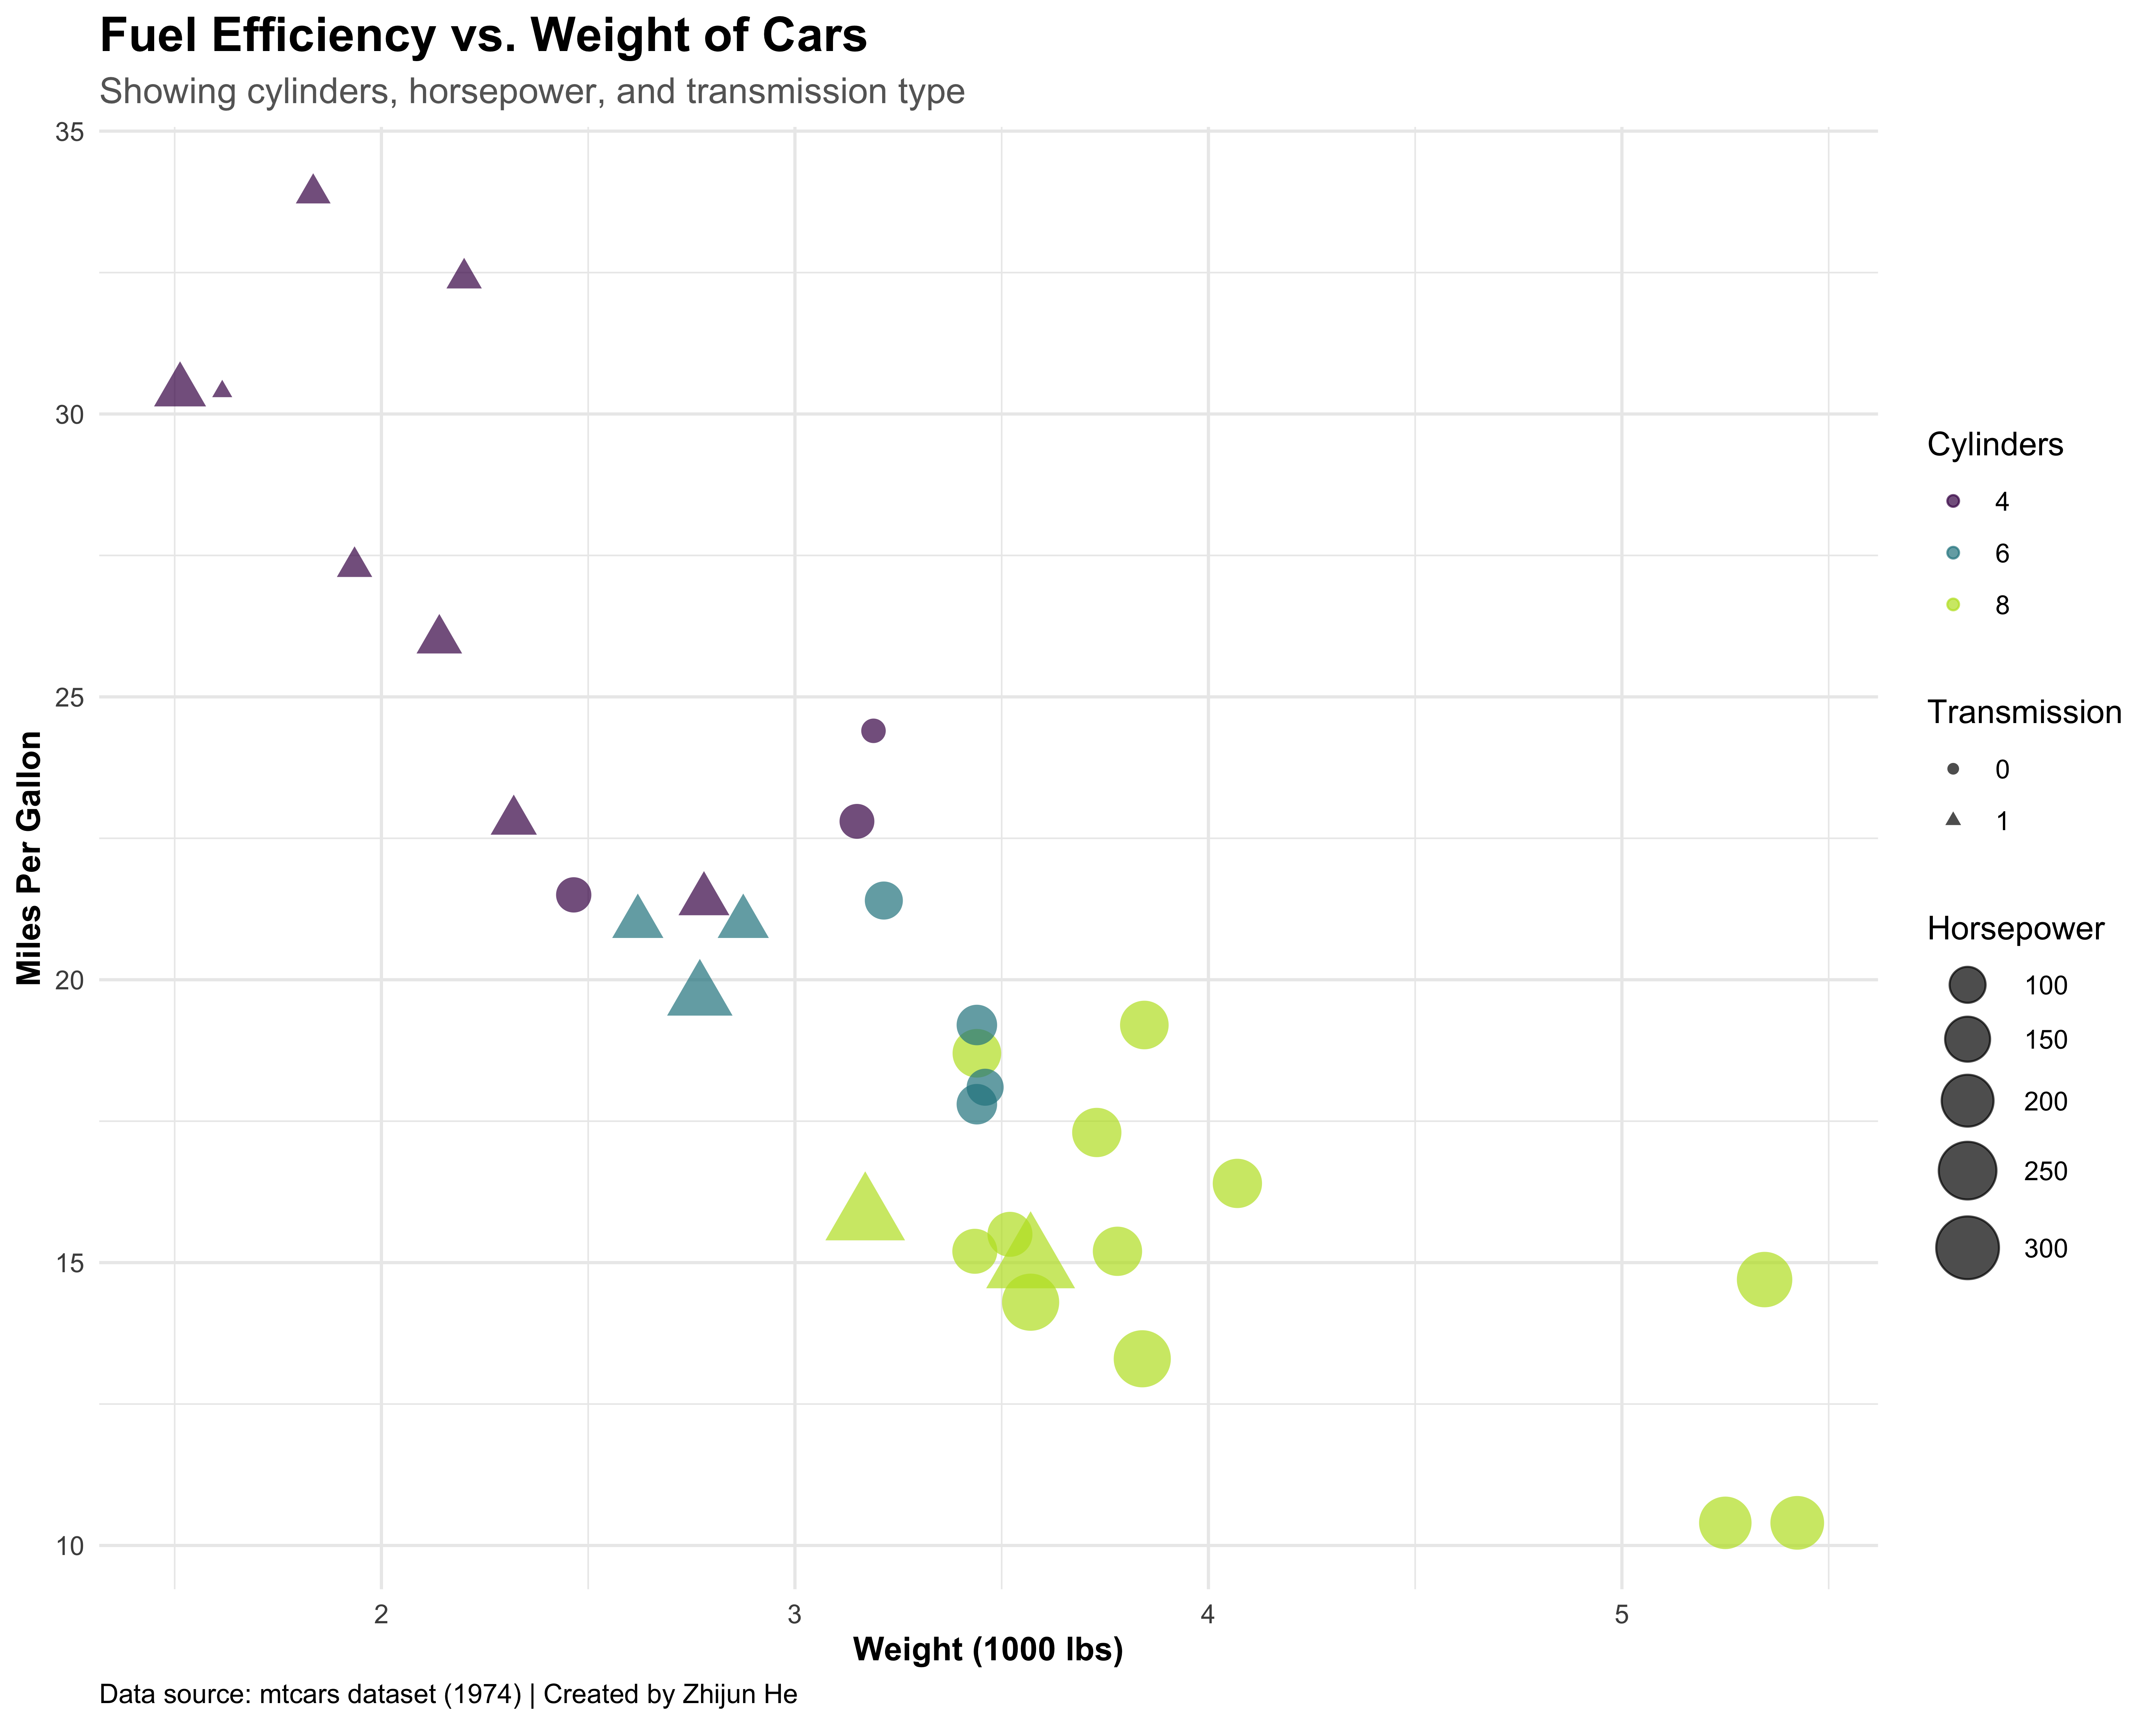 Fuel Efficiency vs. Weight of Cars
Showing cylinders, horsepower, and transmission type
35
30
25
20
15
10
Miles Per Gallon
2 3 4 5
Weight (1000 lbs)
Data source: mtcars dataset (1974) | Created by Zhijun He
Cylinders
4
6
8
Transmission
0
1
Horsepower
100
150
200
250
300